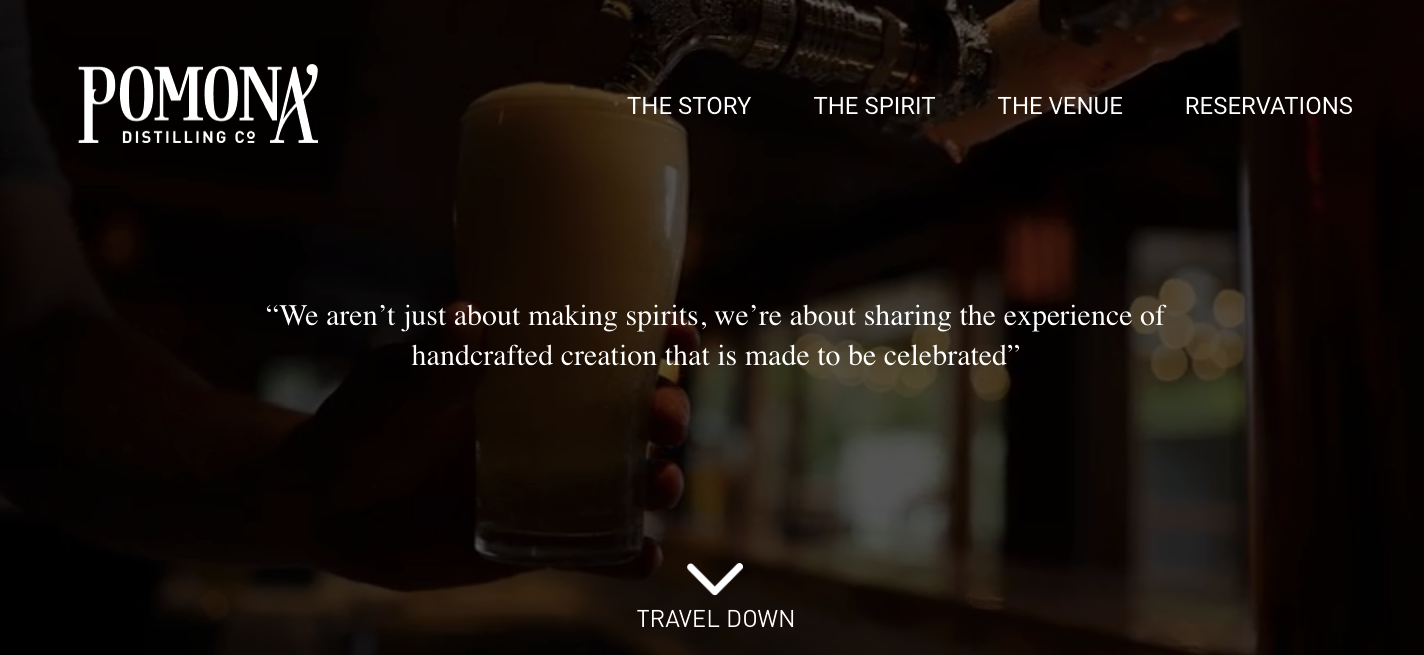 POMONA
DISTILLING Cº
THE STORY
THE SPIRIT
THE VENUE
RESERVATIONS
“We aren’t just about making spirits, we’re about sharing the experience of
handcrafted creation that is made to be celebrated”
TRAVEL DOWN